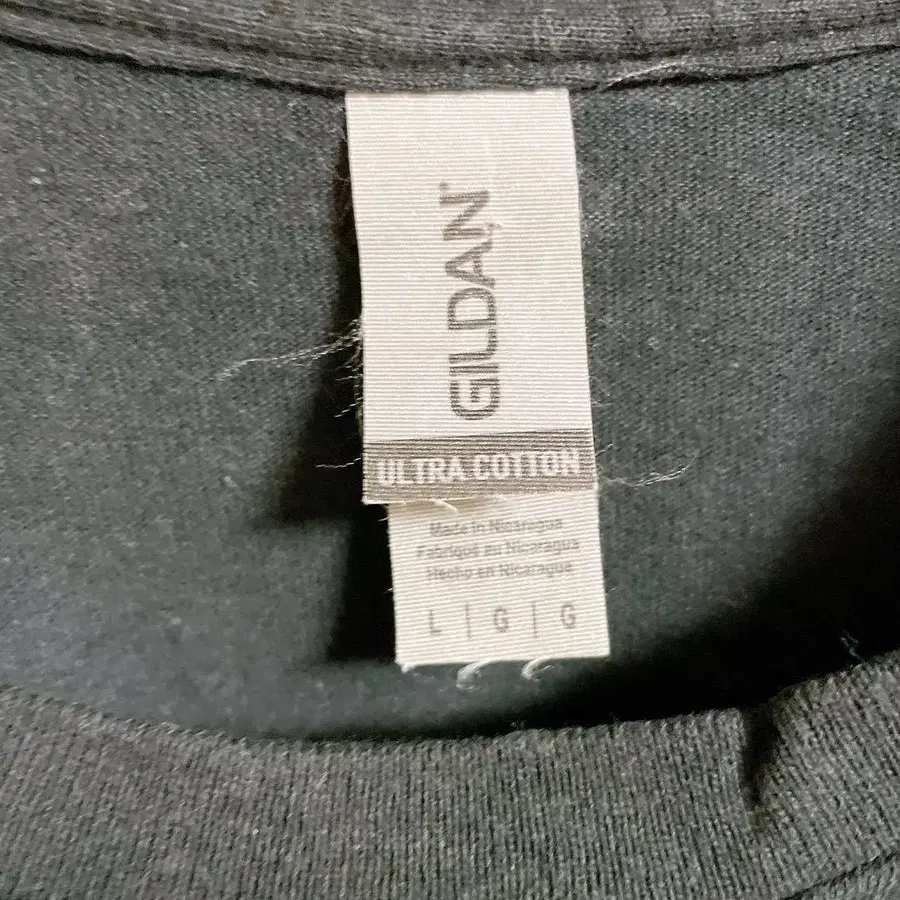 GILDAN
ULTRA COTTON
Made in Nicaragua
Fabriqué au Nicaragua
Hecho en Nicaragua
L | G | G